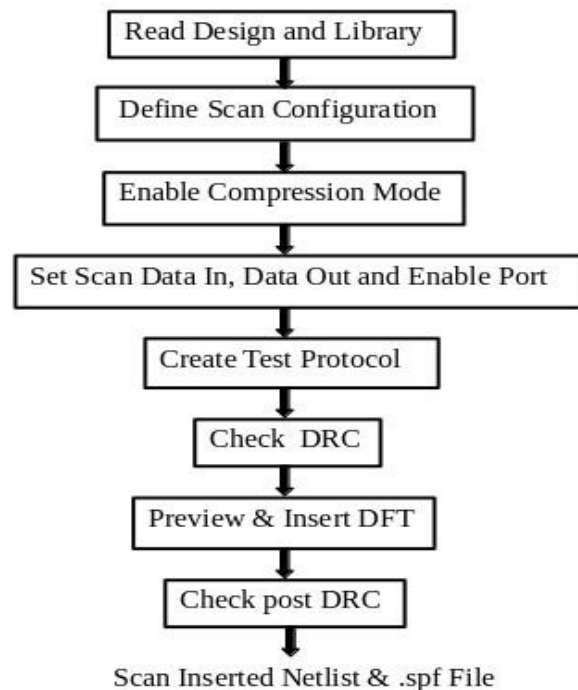 Read Design and Library
Define Scan Configuration
Enable Compression Mode
Set Scan Data In, Data Out and Enable Port
Create Test Protocol
Check DRC
Preview & Insert DFT
Check post DRC
Scan Inserted Netlist & .spf File